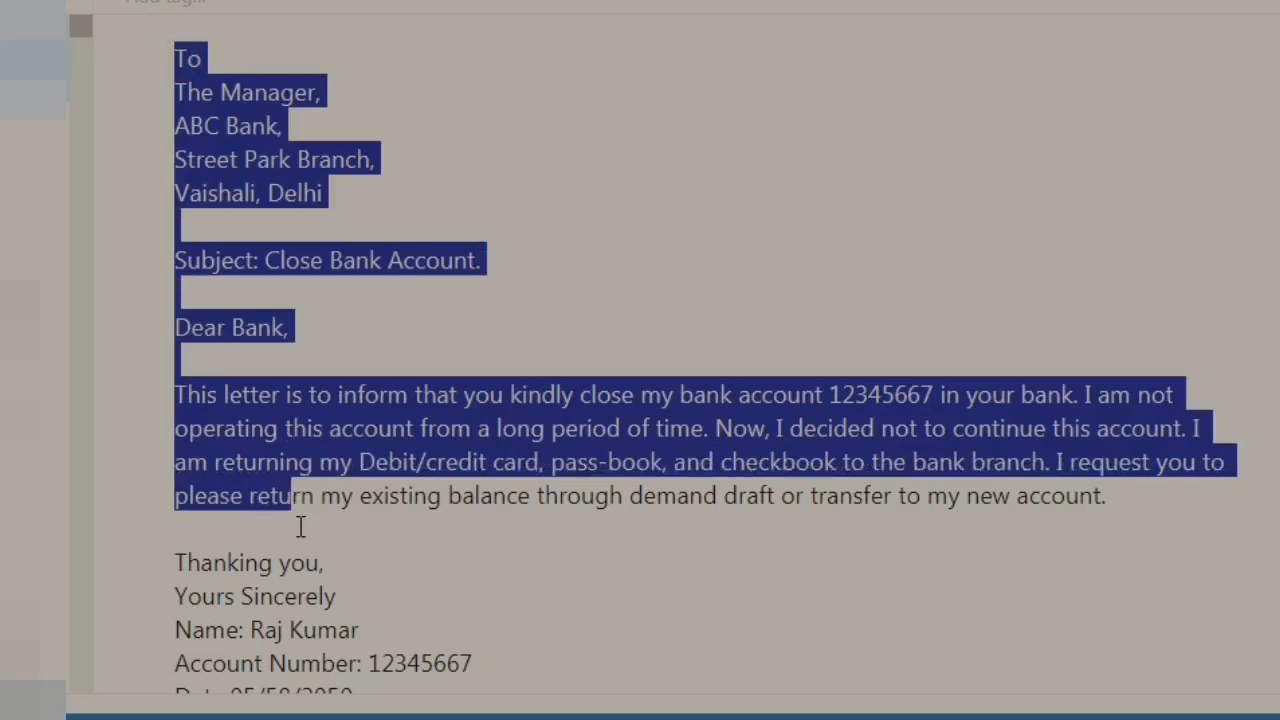 To
The Manager,
ABC Bank,
Street Park Branch,
Vaishali, Delhi
Subject: Close Bank Account.
Dear Bank,
This letter is to inform that you kindly close my bank account 12345667 in your bank. I am not
operating this account from a long period of time. Now, I decided not to continue this account. I
am returning my Debit/credit card, pass-book, and checkbook to the bank branch. I request you to
please return my existing balance through demand draft or transfer to my new account.
Thanking you,
Yours Sincerely
Name: Raj Kumar
Account Number: 12345667